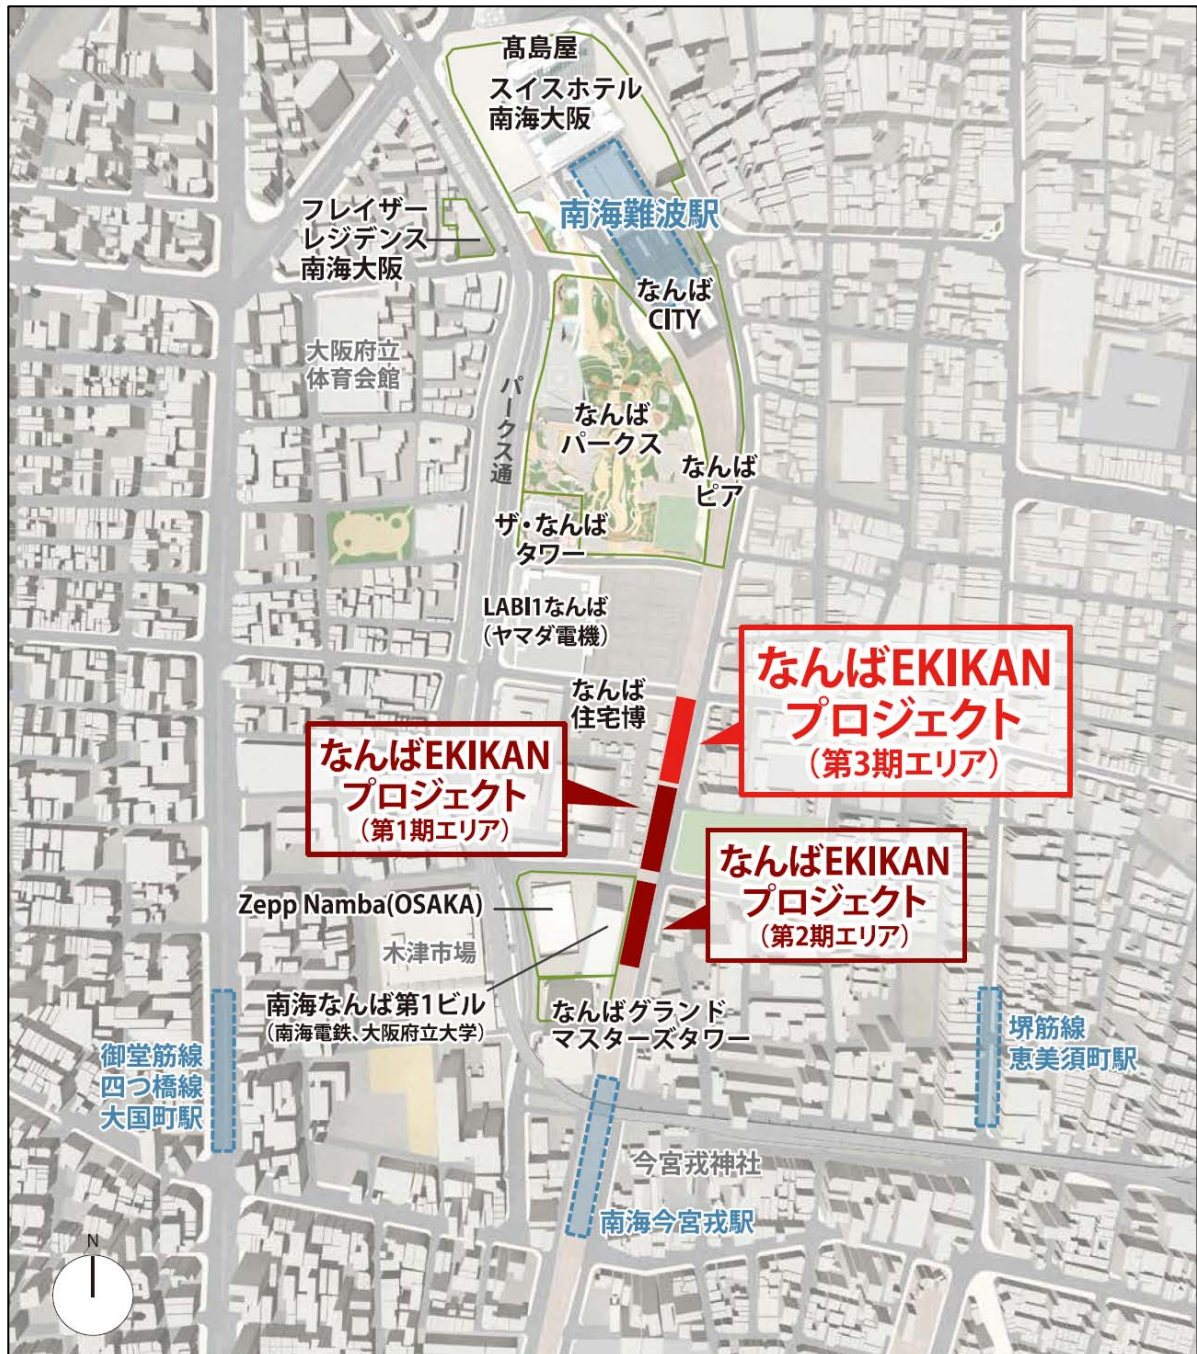 髙島屋
スイスホテル
南海大阪
南海難波駅
フレイザー
レジデンス
南海大阪
なんば
CITY
大阪府立
体育会館
パークス通
なんば
パークス
なんば
ピア
ザ・なんば
タワー
LABI1なんば
(ヤマダ電機)
なんば
住宅博
なんばEKIKAN
プロジェクト
(第3期エリア)
なんばEKIKAN
プロジェクト
(第1期エリア)
なんばEKIKAN
プロジェクト
(第2期エリア)
Zepp Namba(OSAKA)
木津市場
南海なんば第1ビル
(南海電鉄、大阪府立大学)
なんばグランド
マスターズタワー
御堂筋線
四つ橋線
大国町駅
堺筋線
恵美須町駅
今宮戎神社
南海今宮戎駅
N